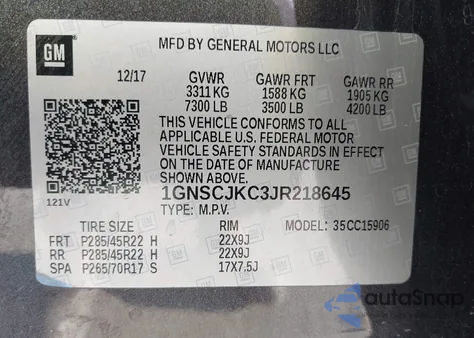 GM
MFD BY GENERAL MOTORS LLC
12/17 GVWR GAWR FRT GAWR RR
3311 KG 1588 KG 1905 KG
7300 LB 3500 LB 4200 LB
THIS VEHICLE CONFORMS TO ALL
APPLICABLE U.S. FEDERAL MOTOR
VEHICLE SAFETY STANDARDS IN EFFECT
ON THE DATE OF MANUFACTURE
SHOWN ABOVE.
1GNSCJKC3JR218645
121V
TYPE: M.P.V. MODEL: 35CC15906
TIRE SIZE RIM
FRT P285/45R22 H 22X9J
RR P285/45R22 H 22X9J
SPA P265/70R17 S 17X7.5J
autoSnap